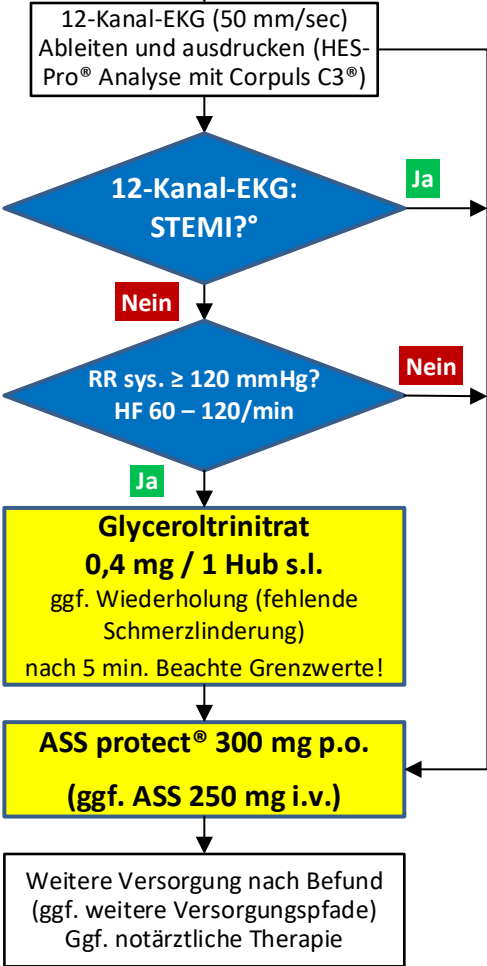 12-Kanal-EKG (50 mm/sec)
Ableiten und ausdrucken (HES-
Pro® Analyse mit Corpuls C3®)
12-Kanal-EKG:
STEMI?°
Ja
Nein
RR sys. ≥ 120 mmHg?
HF 60 – 120/min
Nein
Ja
Glyceroltrinitrat
0,4 mg / 1 Hub s.l.
ggf. Wiederholung (fehlende
Schmerzlinderung)
nach 5 min. Beachte Grenzwerte!
ASS protect® 300 mg p.o.
(ggf. ASS 250 mg i.v.)
Weitere Versorgung nach Befund
(ggf. weitere Versorgungspfade)
Ggf. notärztliche Therapie